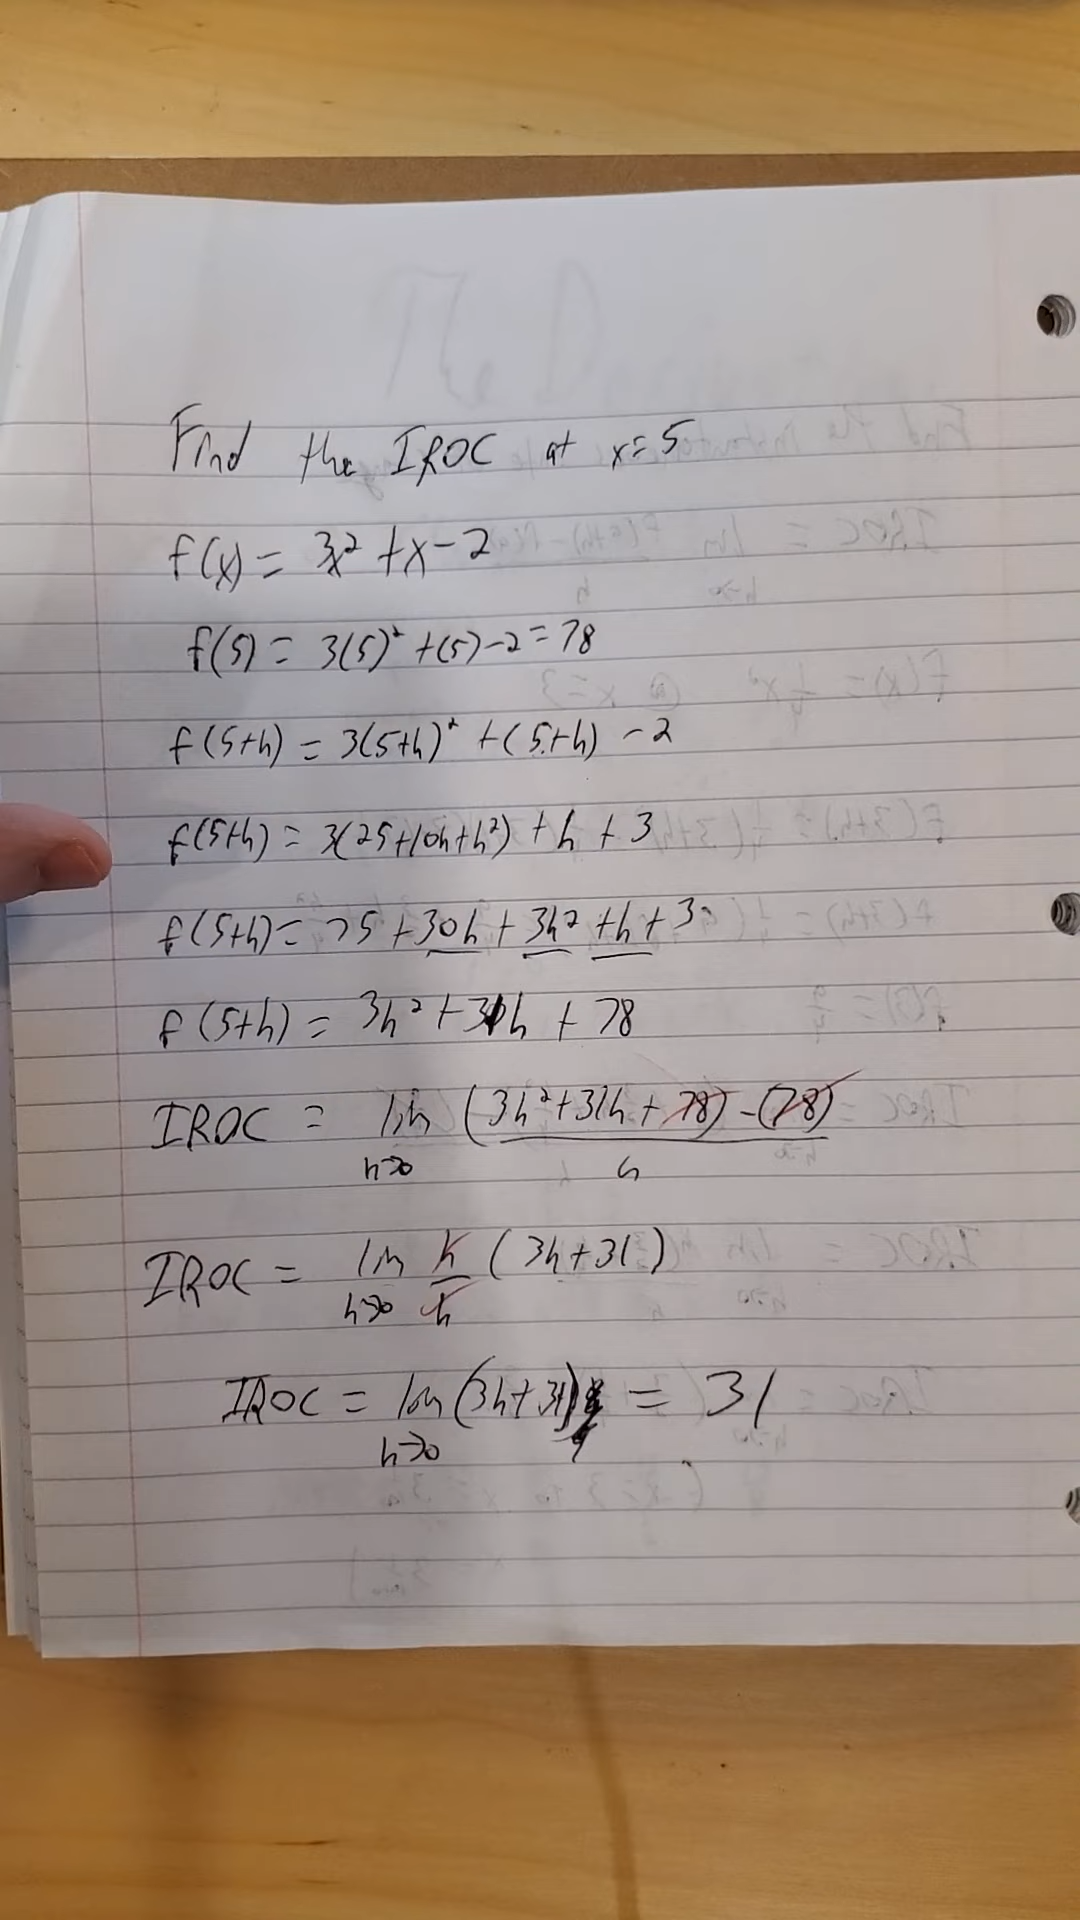 Find the IROC at x=5
f(x) = 3x² +x-2
f(5) = 3(5)² +(5)-2=78
f(5+h) = 3(5+h)² +(5+h) -2
f(5+h) = 3(25+10h+h²) +h +3
f(5+h) = 75 +30h + 3h² +h +3
f(5+h) = 3h² +31h + 78
IROC = lim (3h²+31h+78)-(78)
h→0 h
IROC = lim h (3h+31)
h→0 h
IROC = lim (3h+31) = 31
h→0